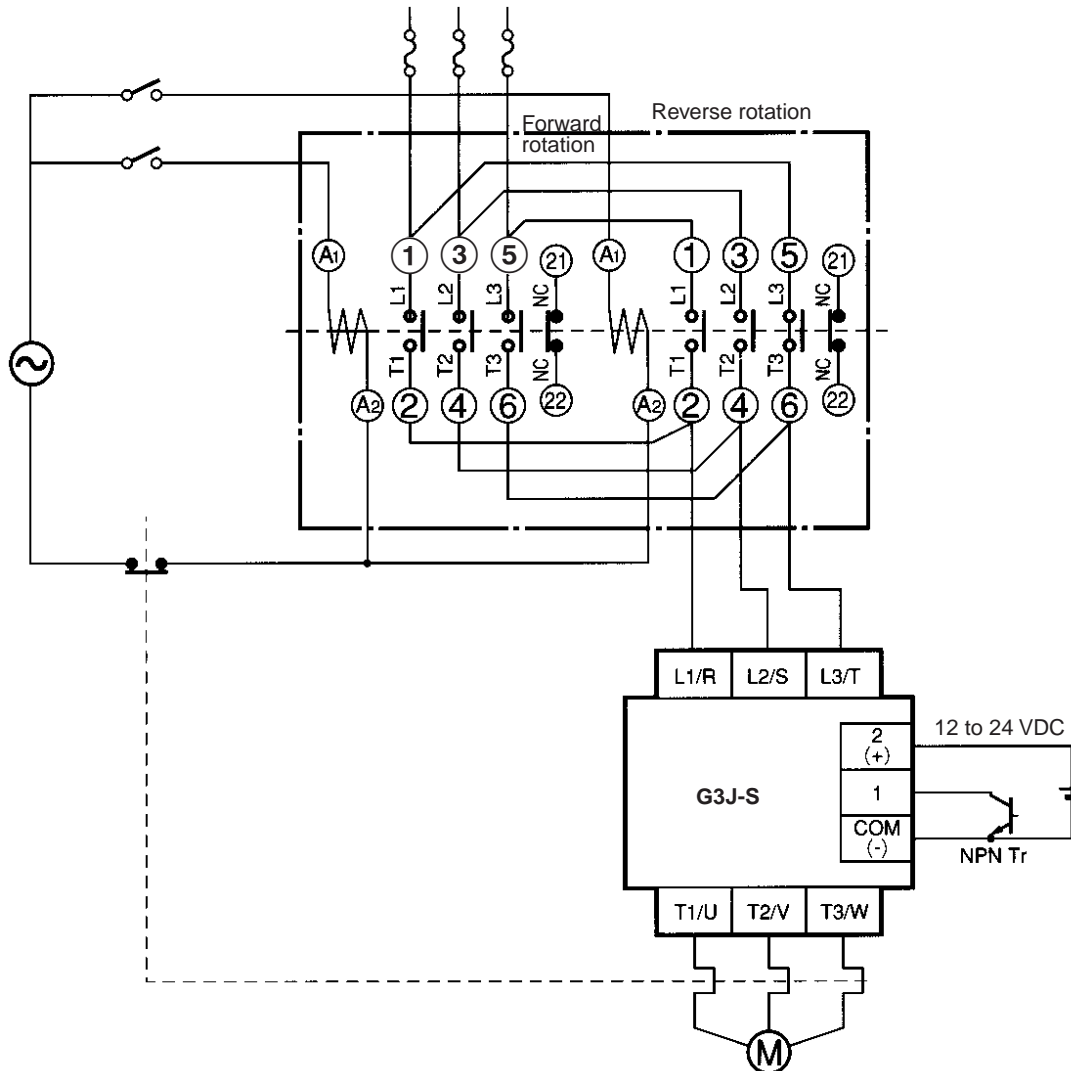 Reverse rotation
Forward
rotation
A1 1 3 5 21 A1 1 3 5 21
L1 L2 L3 NC L1 L2 L3 NC
T1 T2 T3 NC T1 T2 T3 NC
A2 2 4 6 22 A2 2 4 6 22
L1/R L2/S L3/T
12 to 24 VDC
2
(+)
G3J-S
1
COM
(-)
NPN Tr
T1/U T2/V T3/W
M